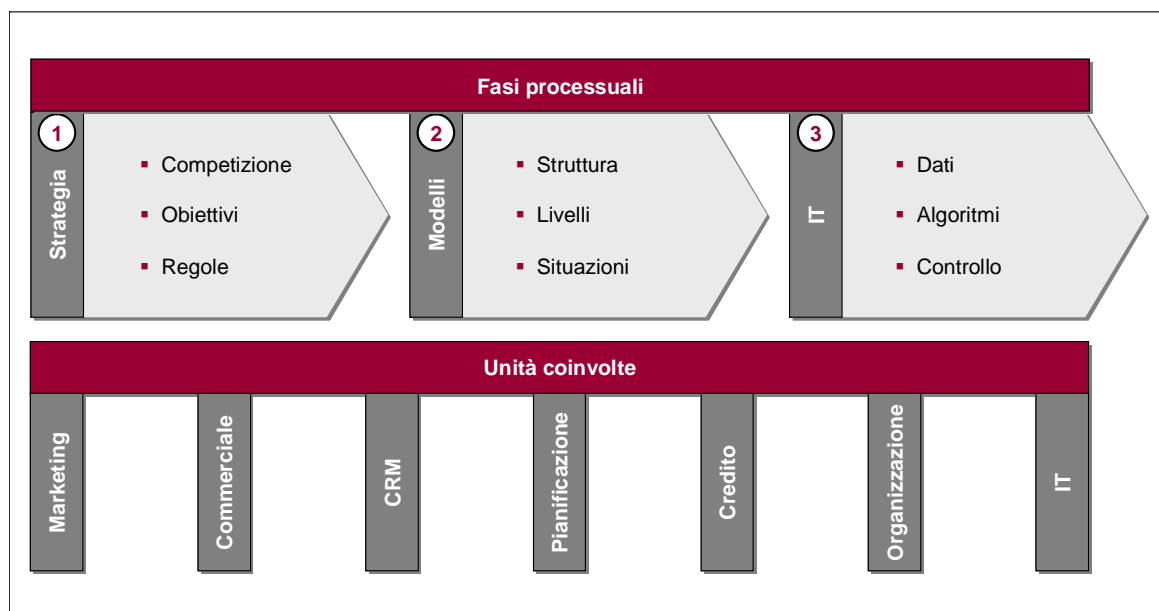 Fasi processuali
1
Strategia
Competizione
Obiettivi
Regole
2
Modelli
Struttura
Livelli
Situazioni
3
IT
Dati
Algoritmi
Controllo
Unità coinvolte
Marketing
Commerciale
CRM
Pianificazione
Credito
Organizzazione
IT